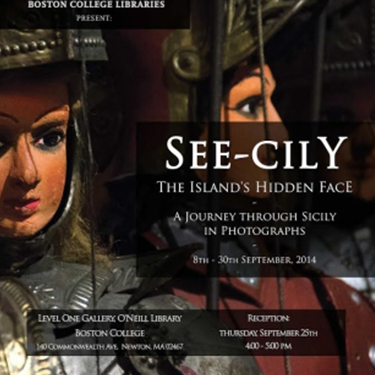 BOSTON COLLEGE LIBRARIES
PRESENT:
SEE-CILY
THE ISLAND'S HIDDEN FACE
-
A JOURNEY THROUGH SICILY
IN PHOTOGRAPHS
-
8TH - 30TH SEPTEMBER, 2014
LEVEL ONE GALLERY, O'NEILL LIBRARY
BOSTON COLLEGE
140 COMMONWEALTH AVE. NEWTON, MA 02467
RECEPTION:
THURSDAY, SEPTEMBER 25TH
4:00 - 5:00 PM